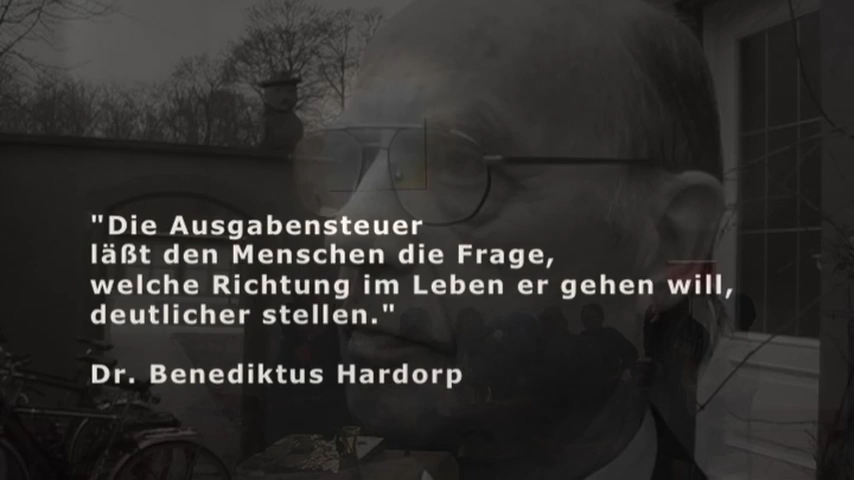 "Die Ausgabensteuer
läßt den Menschen die Frage,
welche Richtung im Leben er gehen will,
deutlicher stellen."
Dr. Benediktus Hardorp